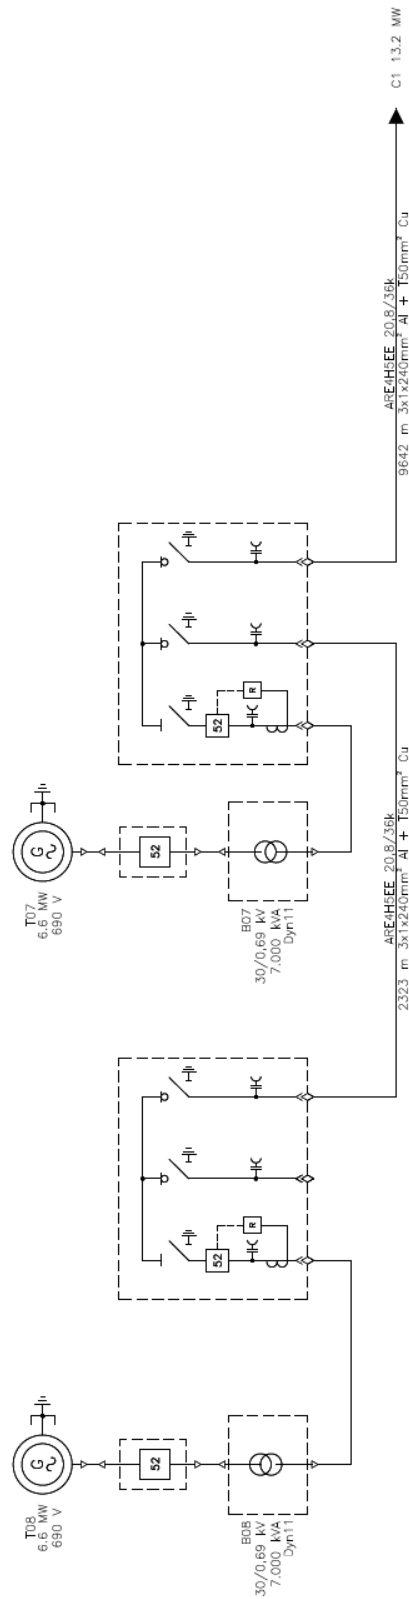 G
T08
6.6 MW
690 V
52
B08
30/0,69 kV
7.000 kVA
Dyn11
52
R
G
T07
6.6 MW
690 V
52
B07
30/0,69 kV
7.000 kVA
Dyn11
52
R
ARE4H5EE 20,8/36k
2323 m 3x1x240mm² Al + T50mm² Cu
ARE4H5EE 20,8/36k
9642 m 3x1x240mm² Al + T50mm² Cu
C1 13.2 MW